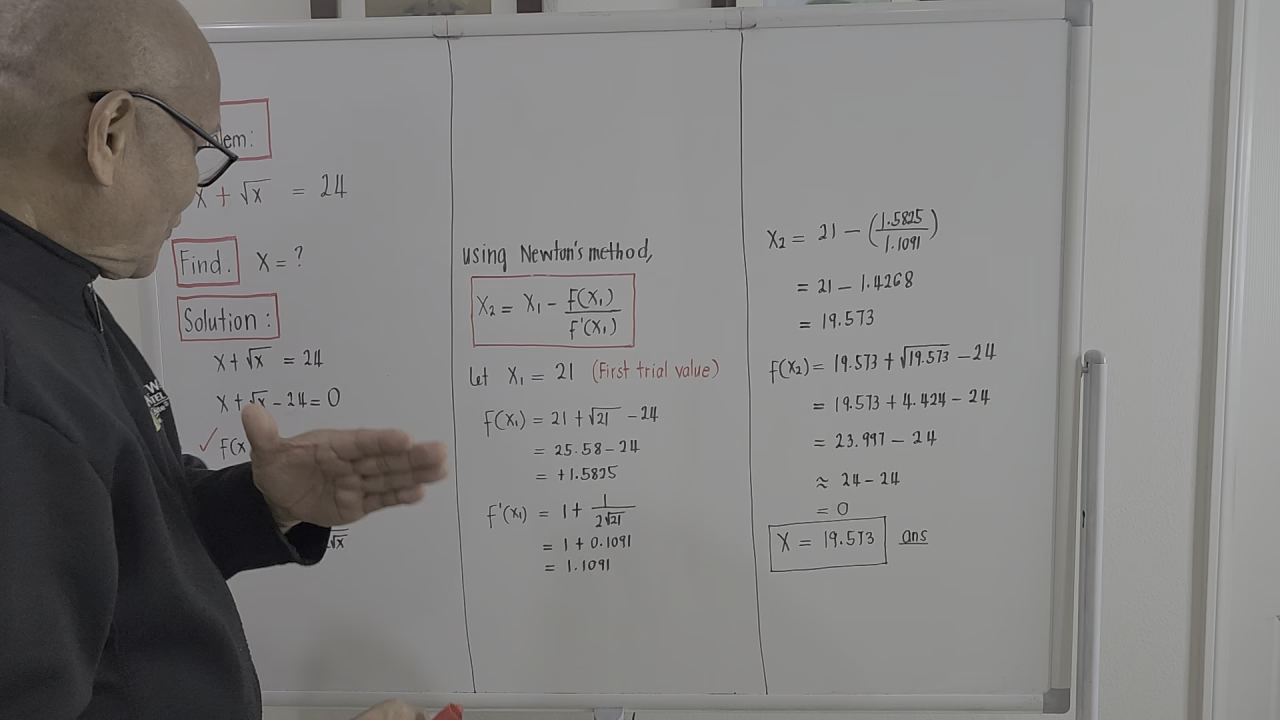 lem:
x + √x = 24
Find. X = ?
Solution:
x + √x = 24
x + √x - 24 = 0
✓ f(x
√x
using Newton's method,
X₂ = X₁ - f(X₁)/f'(X₁)
let X₁ = 21 (First trial value)
f(X₁) = 21 + √21 - 24
= 25.58 - 24
= +1.5825
f'(X₁) = 1 + 1/2√21
= 1 + 0.1091
= 1.1091
X₂ = 21 - (1.5825/1.1091)
= 21 - 1.4268
= 19.573
f(X₂) = 19.573 + √19.573 - 24
= 19.573 + 4.424 - 24
= 23.997 - 24
≈ 24 - 24
= 0
X = 19.573 ans